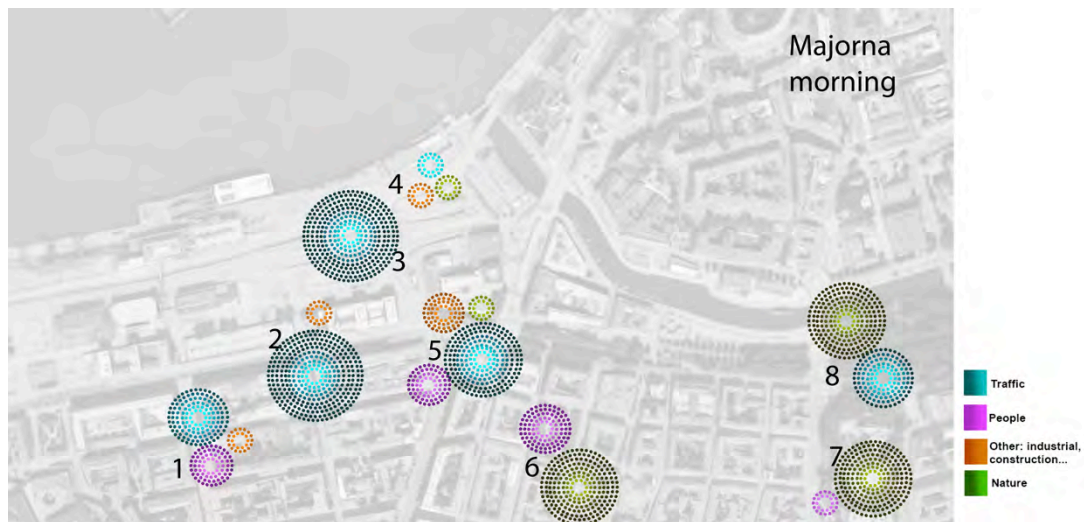 Majorna
morning
4
3
2
5
8
1
6
7
Traffic
People
Other: industrial,
construction...
Nature